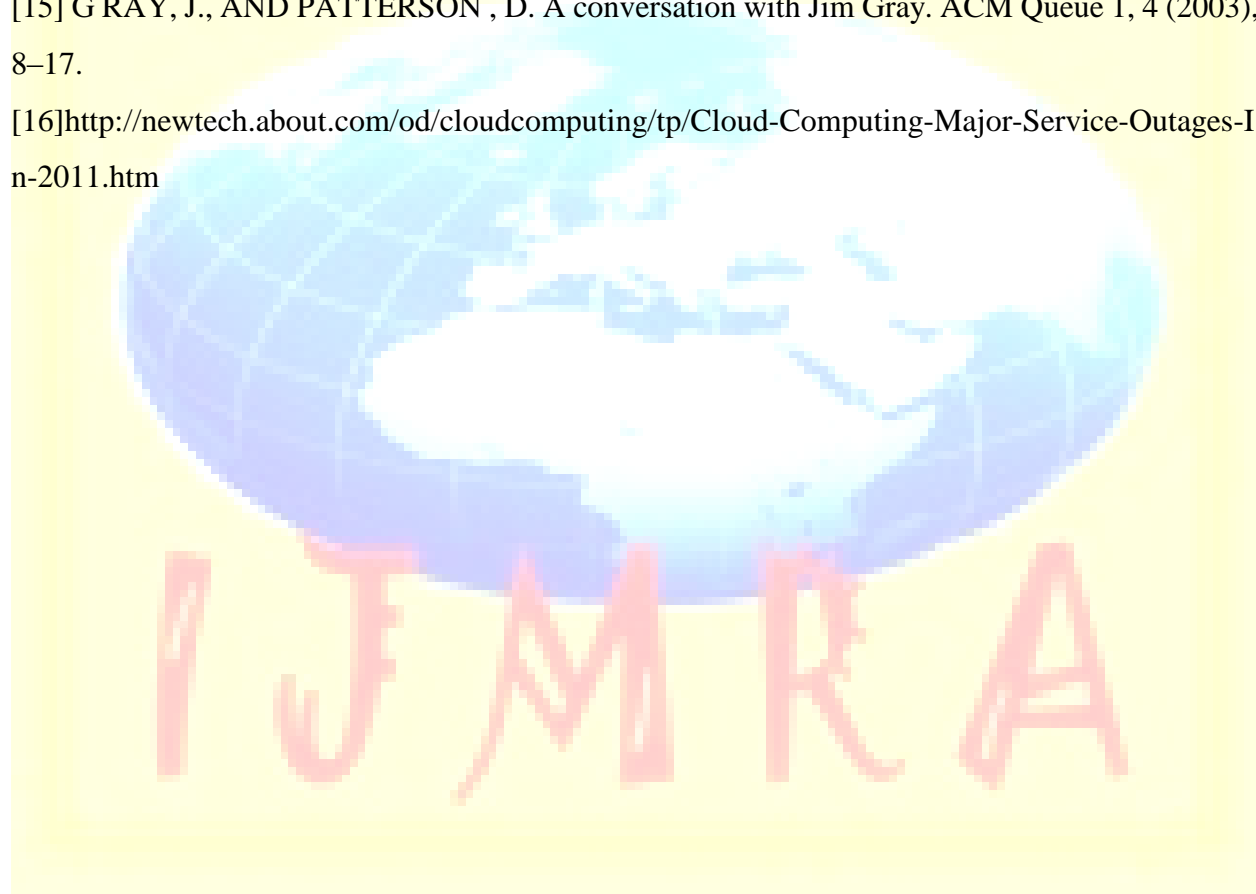 [15] G RAY, J., AND PATTERSON , D. A conversation with Jim Gray. ACM Queue 1, 4 (2003),
8–17.
[16]http://newtech.about.com/od/cloudcomputing/tp/Cloud-Computing-Major-Service-Outages-I
n-2011.htm
IJMRA